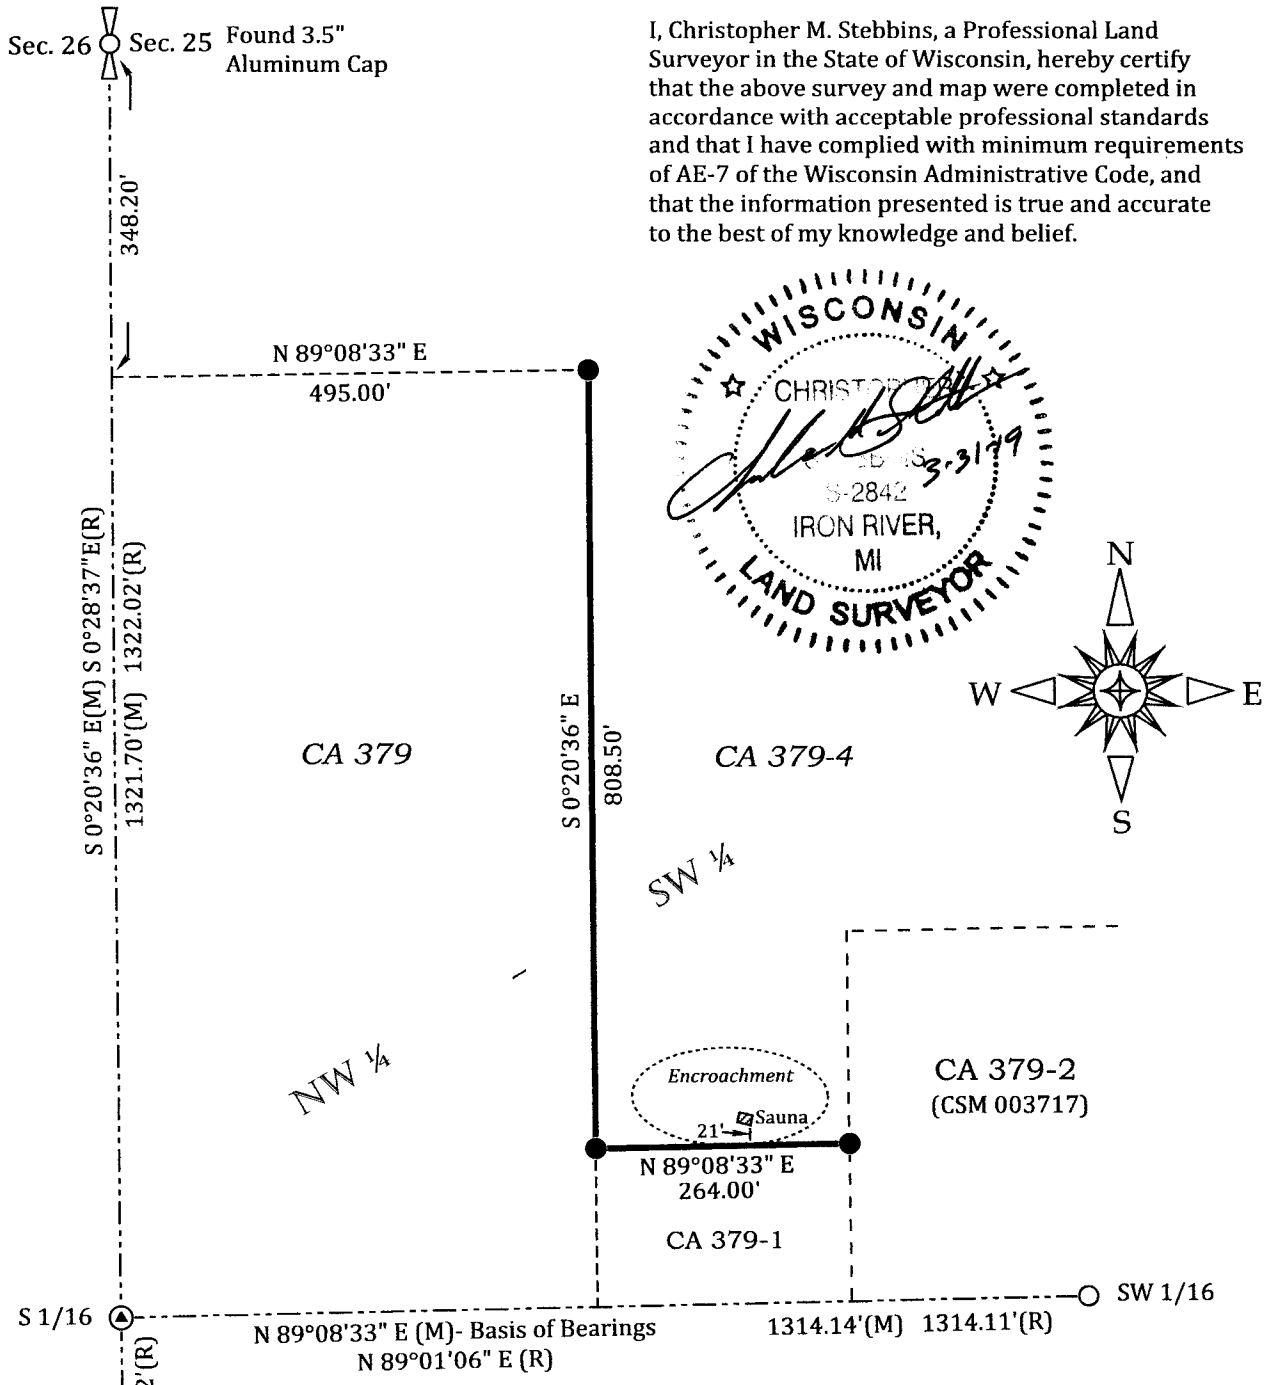 Sec. 26 Sec. 25 Found 3.5"
Aluminum Cap
I, Christopher M. Stebbins, a Professional Land
Surveyor in the State of Wisconsin, hereby certify
that the above survey and map were completed in
accordance with acceptable professional standards
and that I have complied with minimum requirements
of AE-7 of the Wisconsin Administrative Code, and
that the information presented is true and accurate
to the best of my knowledge and belief.
348.20'
N 89°08'33" E
495.00'
WISCONSIN
3-31-19
S-2842
IRON RIVER,
MI
LAND SURVEYOR
N
W
E
S
S 0°20'36" E(M) S 0°28'37"E(R)
1321.70'(M) 1322.02'(R)
S 0°20'36" E
808.50'
CA 379
CA 379-4
SW ¼
NW ¼
Encroachment
Sauna
21'
CA 379-2
(CSM 003717)
N 89°08'33" E
264.00'
CA 379-1
S 1/16
SW 1/16
N 89°08'33" E (M)- Basis of Bearings
N 89°01'06" E (R)
1314.14'(M) 1314.11'(R)
2'(R)